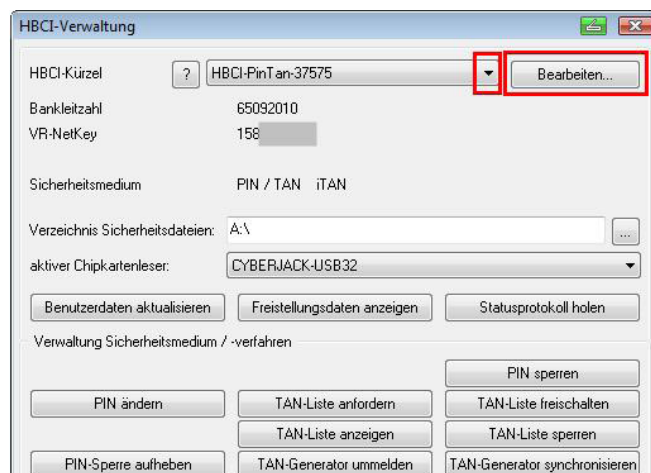 HBCI-Verwaltung
HBCI-Kürzel ? HBCI-PinTan-37575 Bearbeiten...
Bankleitzahl 65092010
VR-NetKey 158
Sicherheitsmedium PIN / TAN iTAN
Verzeichnis Sicherheitsdateien: A:\ ...
aktiver Chipkartenleser: CYBERJACK-USB32
Benutzerdaten aktualisieren Freistellungsdaten anzeigen Statusprotokoll holen
Verwaltung Sicherheitsmedium / -verfahren
PIN sperren
PIN ändern TAN-Liste anfordern TAN-Liste freischalten
TAN-Liste anzeigen TAN-Liste sperren
PIN-Sperre aufheben TAN-Generator ummelden TAN-Generator synchronisieren